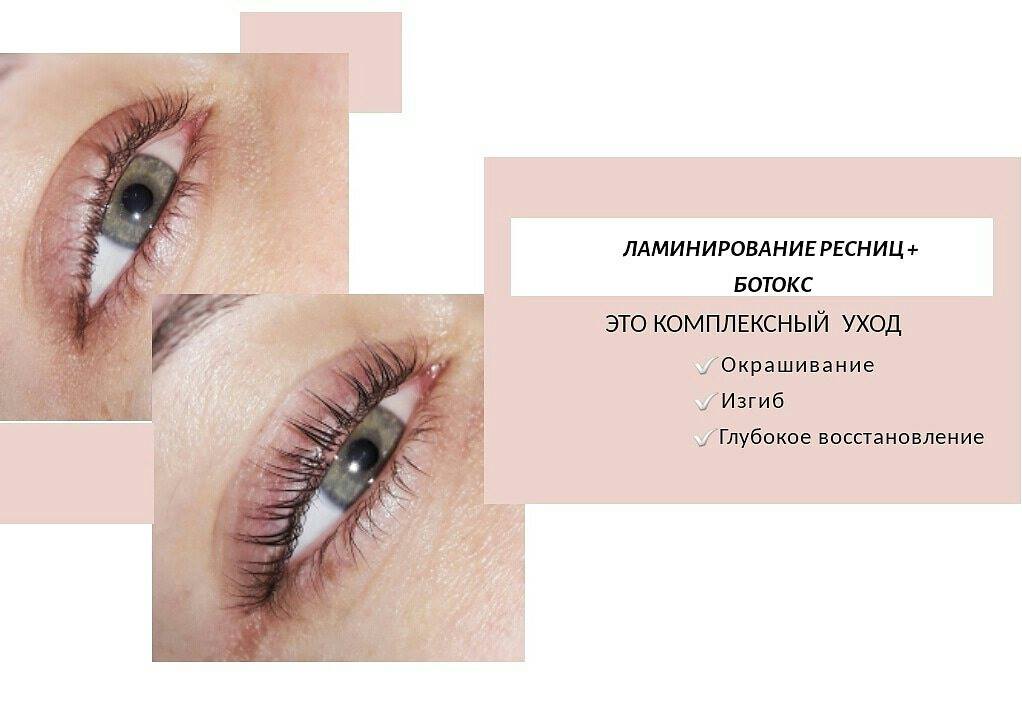 ЛАМИНИРОВАНИЕ РЕСНИЦ +
БОТОКС
ЭТО КОМПЛЕКСНЫЙ УХОД
Окрашивание
Изгиб
Глубокое восстановление